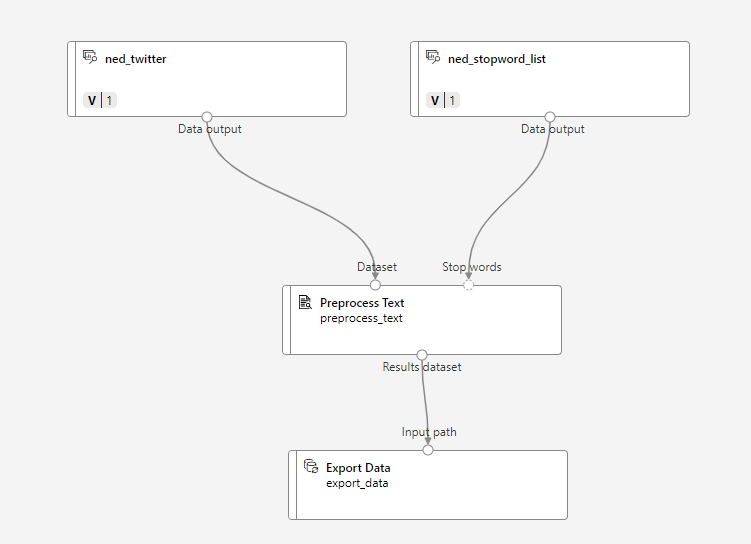 ned_twitter
V | 1
Data output
ned_stopword_list
V | 1
Data output
Dataset
Stop words
Preprocess Text
preprocess_text
Results dataset
Input path
Export Data
export_data